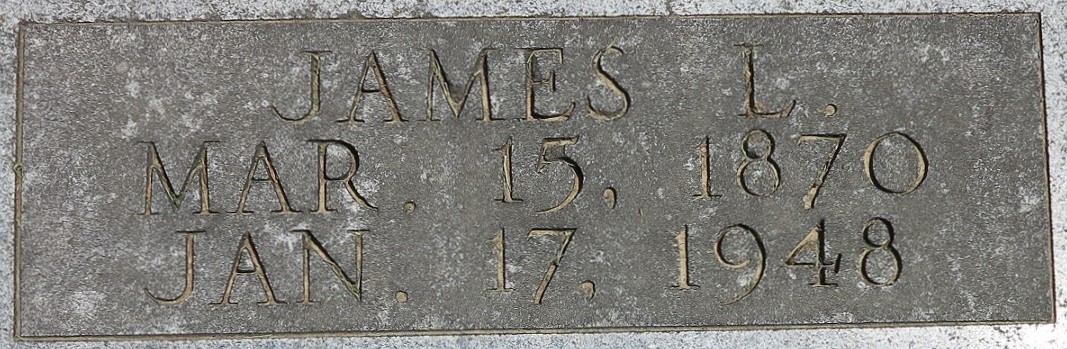 JAMES L.
MAR. 15, 1870
JAN. 17, 1948